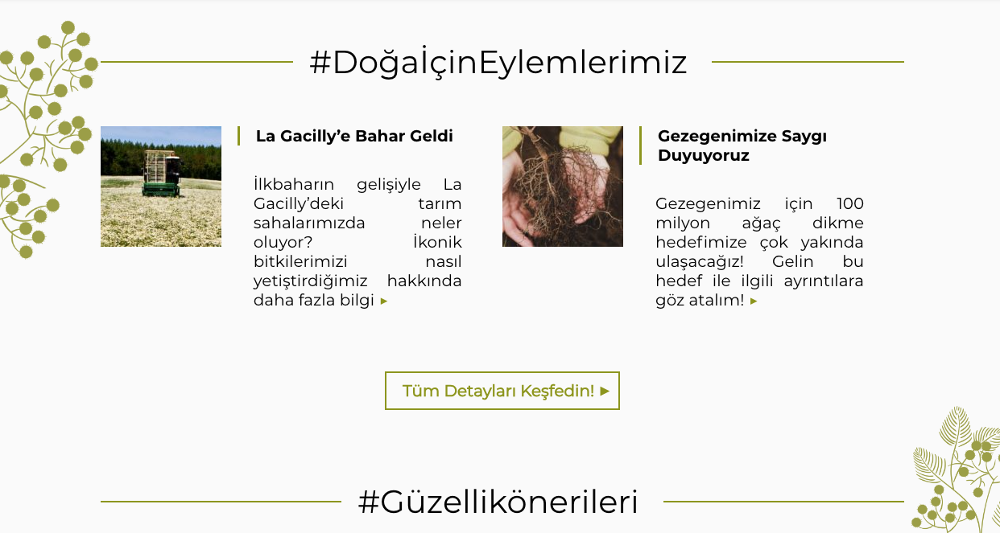 #DoğaİçinEylemlerimiz
La Gacilly’e Bahar Geldi
İlkbaharın gelişiyle La
Gacilly’deki tarım
sahalarımızda neler
oluyor? İkonik
bitkilerimizi nasıl
yetiştirdiğimiz hakkında
daha fazla bilgi ▸
Gezegenimize Saygı
Duyuyoruz
Gezegenimiz için 100
milyon ağaç dikme
hedefimize çok yakında
ulaşacağız! Gelin bu
hedef ile ilgili ayrıntılara
göz atalım! ▸
Tüm Detayları Keşfedin! ▸
#Güzellikönerileri